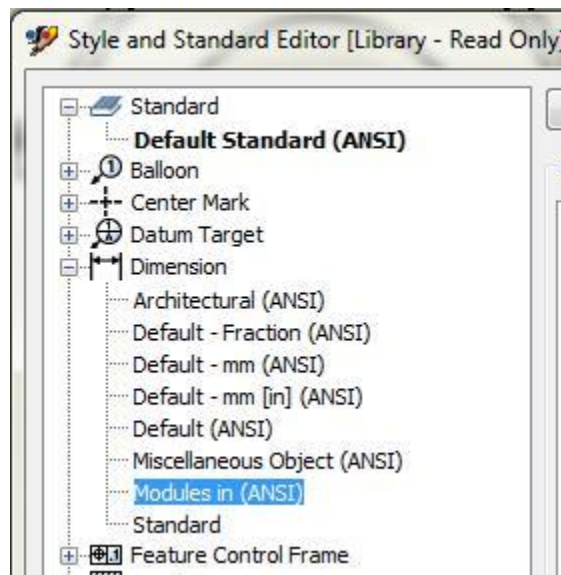 Style and Standard Editor [Library - Read Only]
Standard
Default Standard (ANSI)
Balloon
Center Mark
Datum Target
Dimension
Architectural (ANSI)
Default - Fraction (ANSI)
Default - mm (ANSI)
Default - mm [in] (ANSI)
Default (ANSI)
Miscellaneous Object (ANSI)
Modules in (ANSI)
Standard
Feature Control Frame